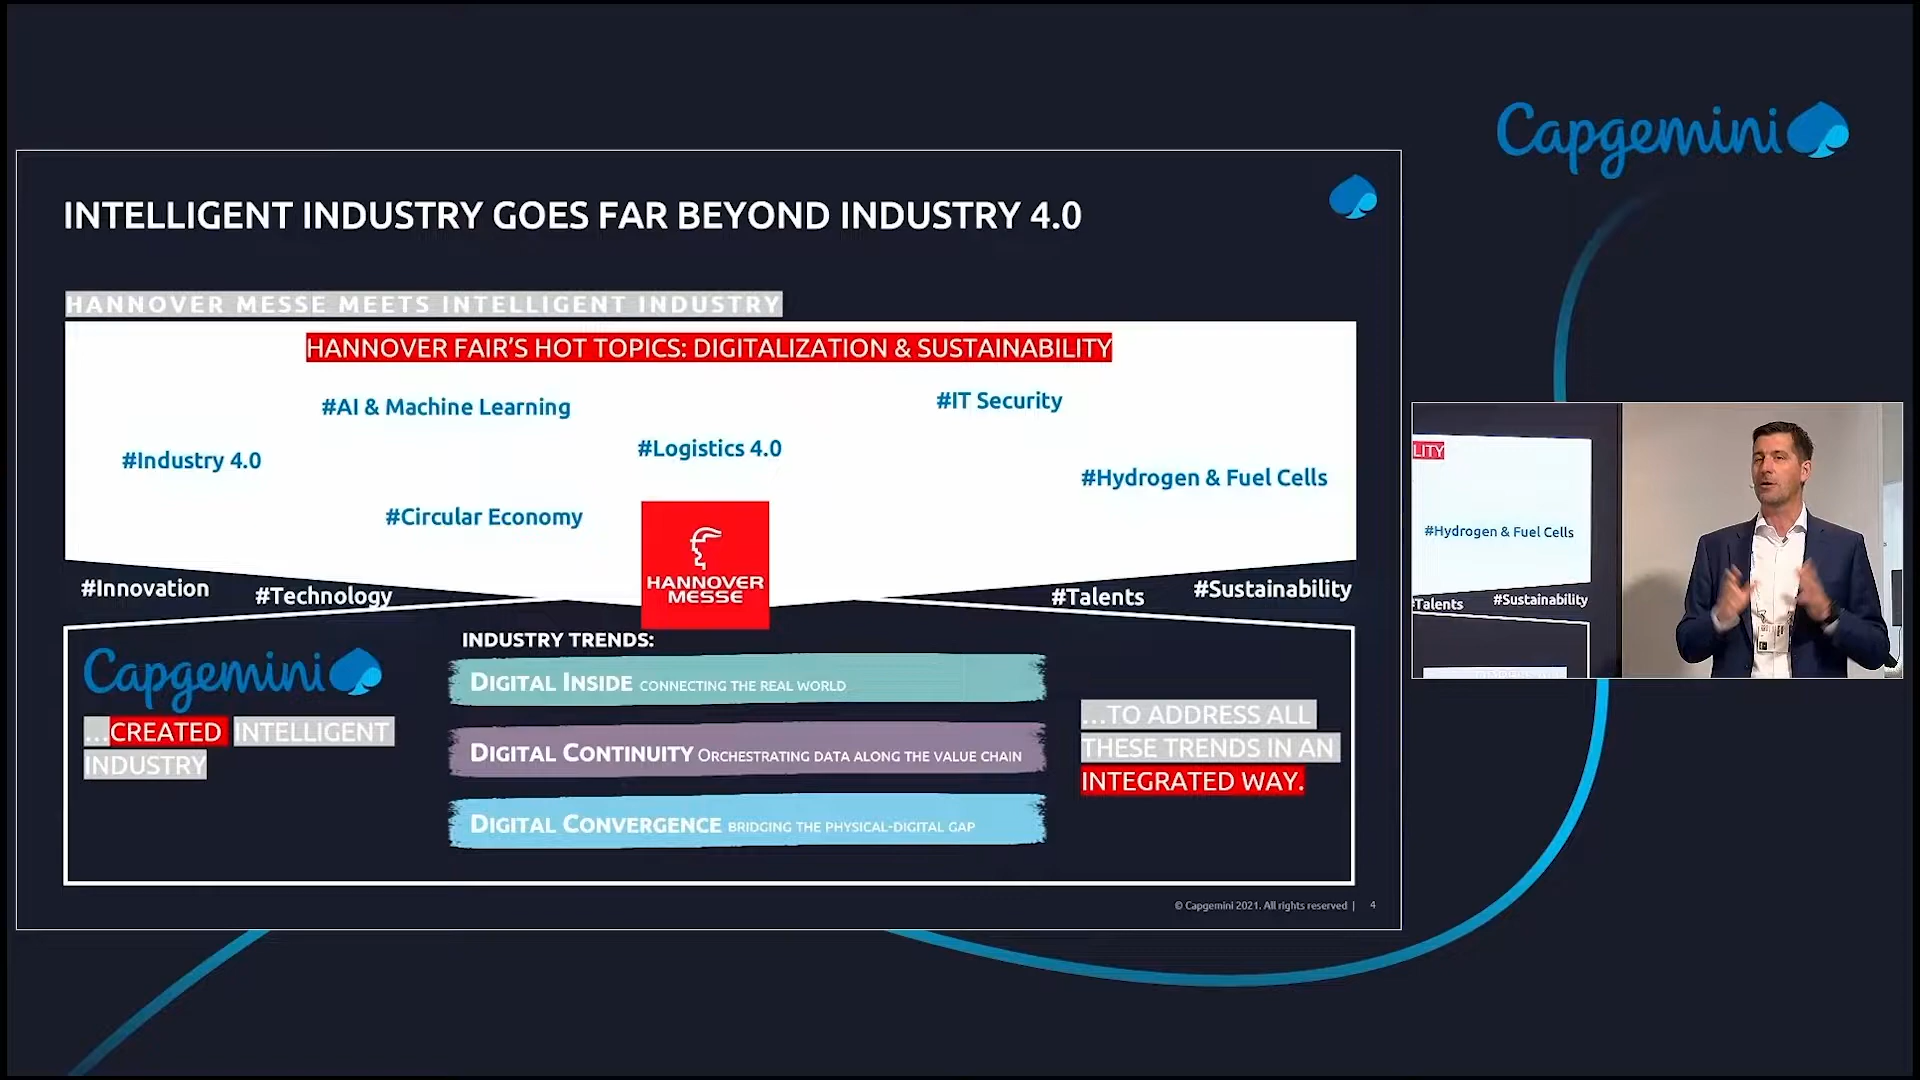 Capgemini
INTELLIGENT INDUSTRY GOES FAR BEYOND INDUSTRY 4.0
HANNOVER MESSE MEETS INTELLIGENT INDUSTRY
HANNOVER FAIR'S HOT TOPICS: DIGITALIZATION & SUSTAINABILITY
#AI & Machine Learning
#IT Security
#Industry 4.0
#Logistics 4.0
#Hydrogen & Fuel Cells
#Circular Economy
HANNOVER
MESSE
#Innovation
#Technology
#Talents
#Sustainability
Capgemini
...CREATED INTELLIGENT
INDUSTRY
INDUSTRY TRENDS:
DIGITAL INSIDE CONNECTING THE REAL WORLD
DIGITAL CONTINUITY ORCHESTRATING DATA ALONG THE VALUE CHAIN
DIGITAL CONVERGENCE BRIDGING THE PHYSICAL-DIGITAL GAP
...TO ADDRESS ALL
THESE TRENDS IN AN
INTEGRATED WAY.
© Capgemini 2021. All rights reserved | 4
LITY
#Hydrogen & Fuel Cells
Talents
#Sustainability